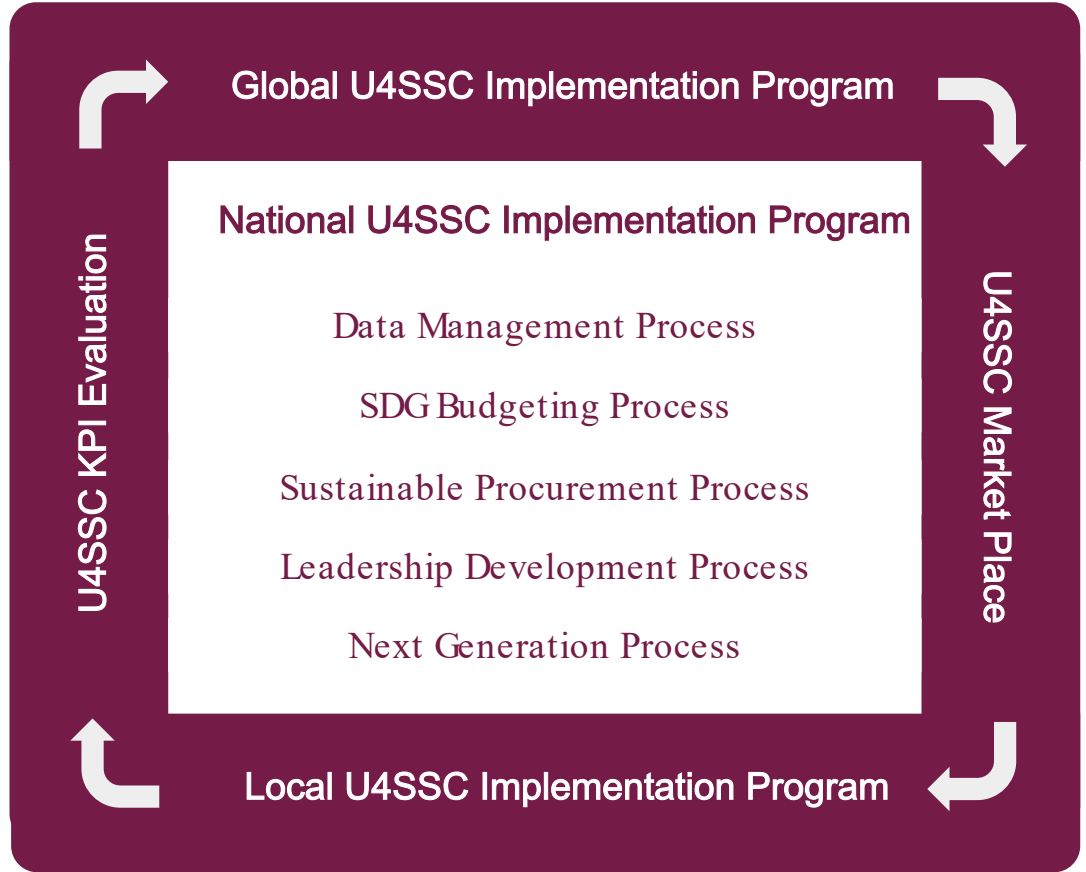 Global U4SSC Implementation Program
National U4SSC Implementation Program
Data Management Process
SDG Budgeting Process
Sustainable Procurement Process
Leadership Development Process
Next Generation Process
U4SSC Market Place
Local U4SSC Implementation Program
U4SSC KPI Evaluation